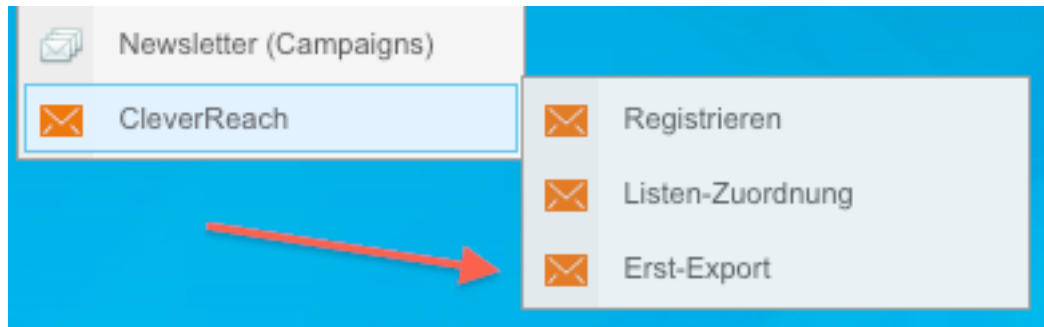 Newsletter (Campaigns)
CleverReach
Registrieren
Listen-Zuordnung
Erst-Export